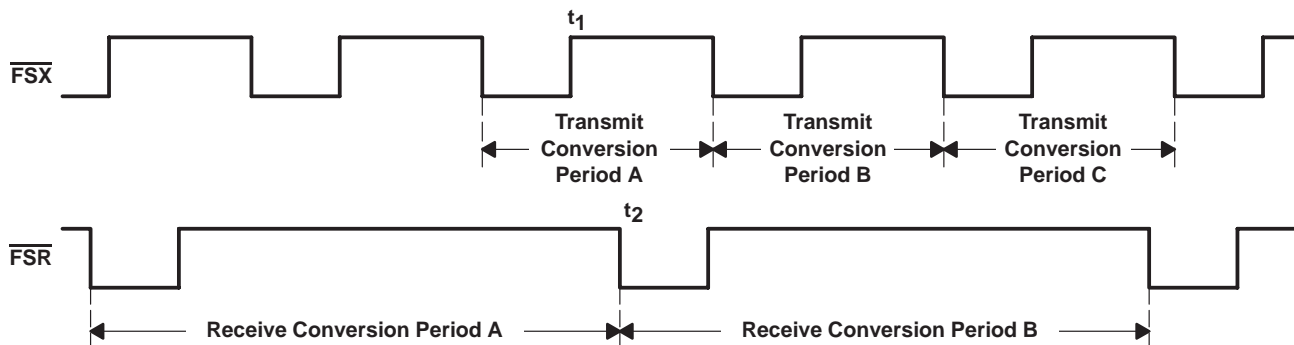 t1
FSX
Transmit
Conversion
Period A
Transmit
Conversion
Period B
Transmit
Conversion
Period C
t2
FSR
Receive Conversion Period A
Receive Conversion Period B